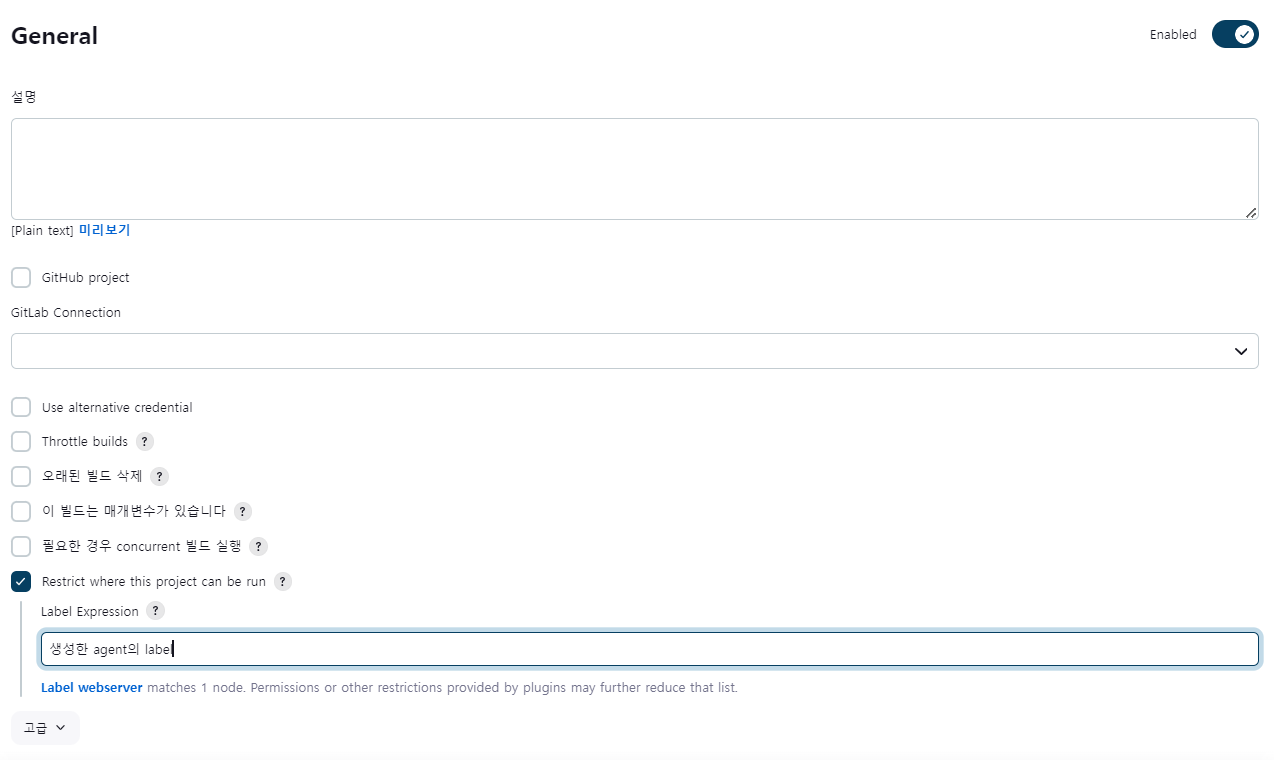 General
Enabled
설명
[Plain text] 미리보기
GitHub project
GitLab Connection
Use alternative credential
Throttle builds ?
오래된 빌드 삭제 ?
이 빌드는 매개변수가 있습니다 ?
필요한 경우 concurrent 빌드 실행 ?
Restrict where this project can be run ?
Label Expression ?
생성한 agent의 label
Label webserver matches 1 node. Permissions or other restrictions provided by plugins may further reduce that list.
고급